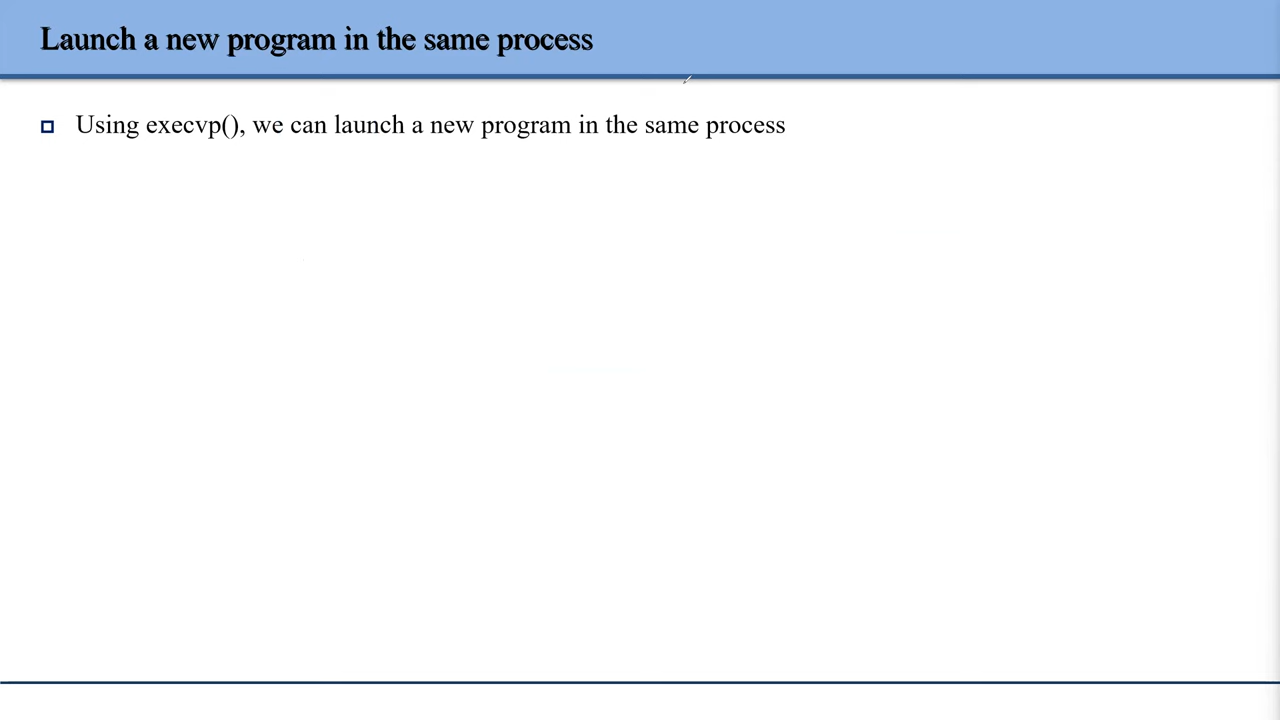 Launch a new program in the same process
Using execvp(), we can launch a new program in the same process